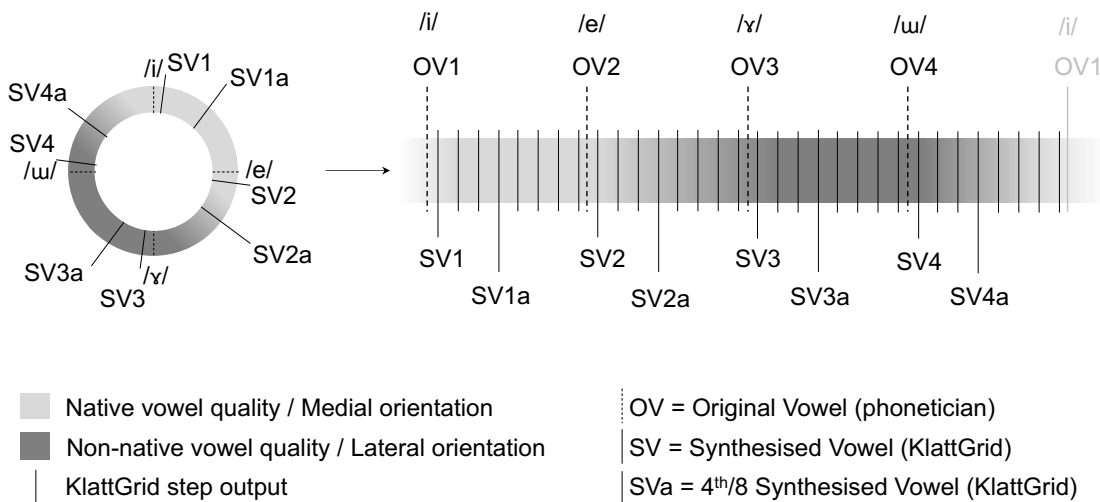 /i/ /e/ /ɤ/ /ɯ/ /i/
OV1 OV2 OV3 OV4 OV1
/i/ SV1
SV1a
SV4a
SV4
/ɯ/
/e/
SV2
SV2a
SV3a
SV3 /ɤ/
SV1 SV2 SV3 SV4
SV1a SV2a SV3a SV4a
Native vowel quality / Medial orientation
Non-native vowel quality / Lateral orientation
KlattGrid step output
OV = Original Vowel (phonetician)
SV = Synthesised Vowel (KlattGrid)
SVa = 4th/8 Synthesised Vowel (KlattGrid)